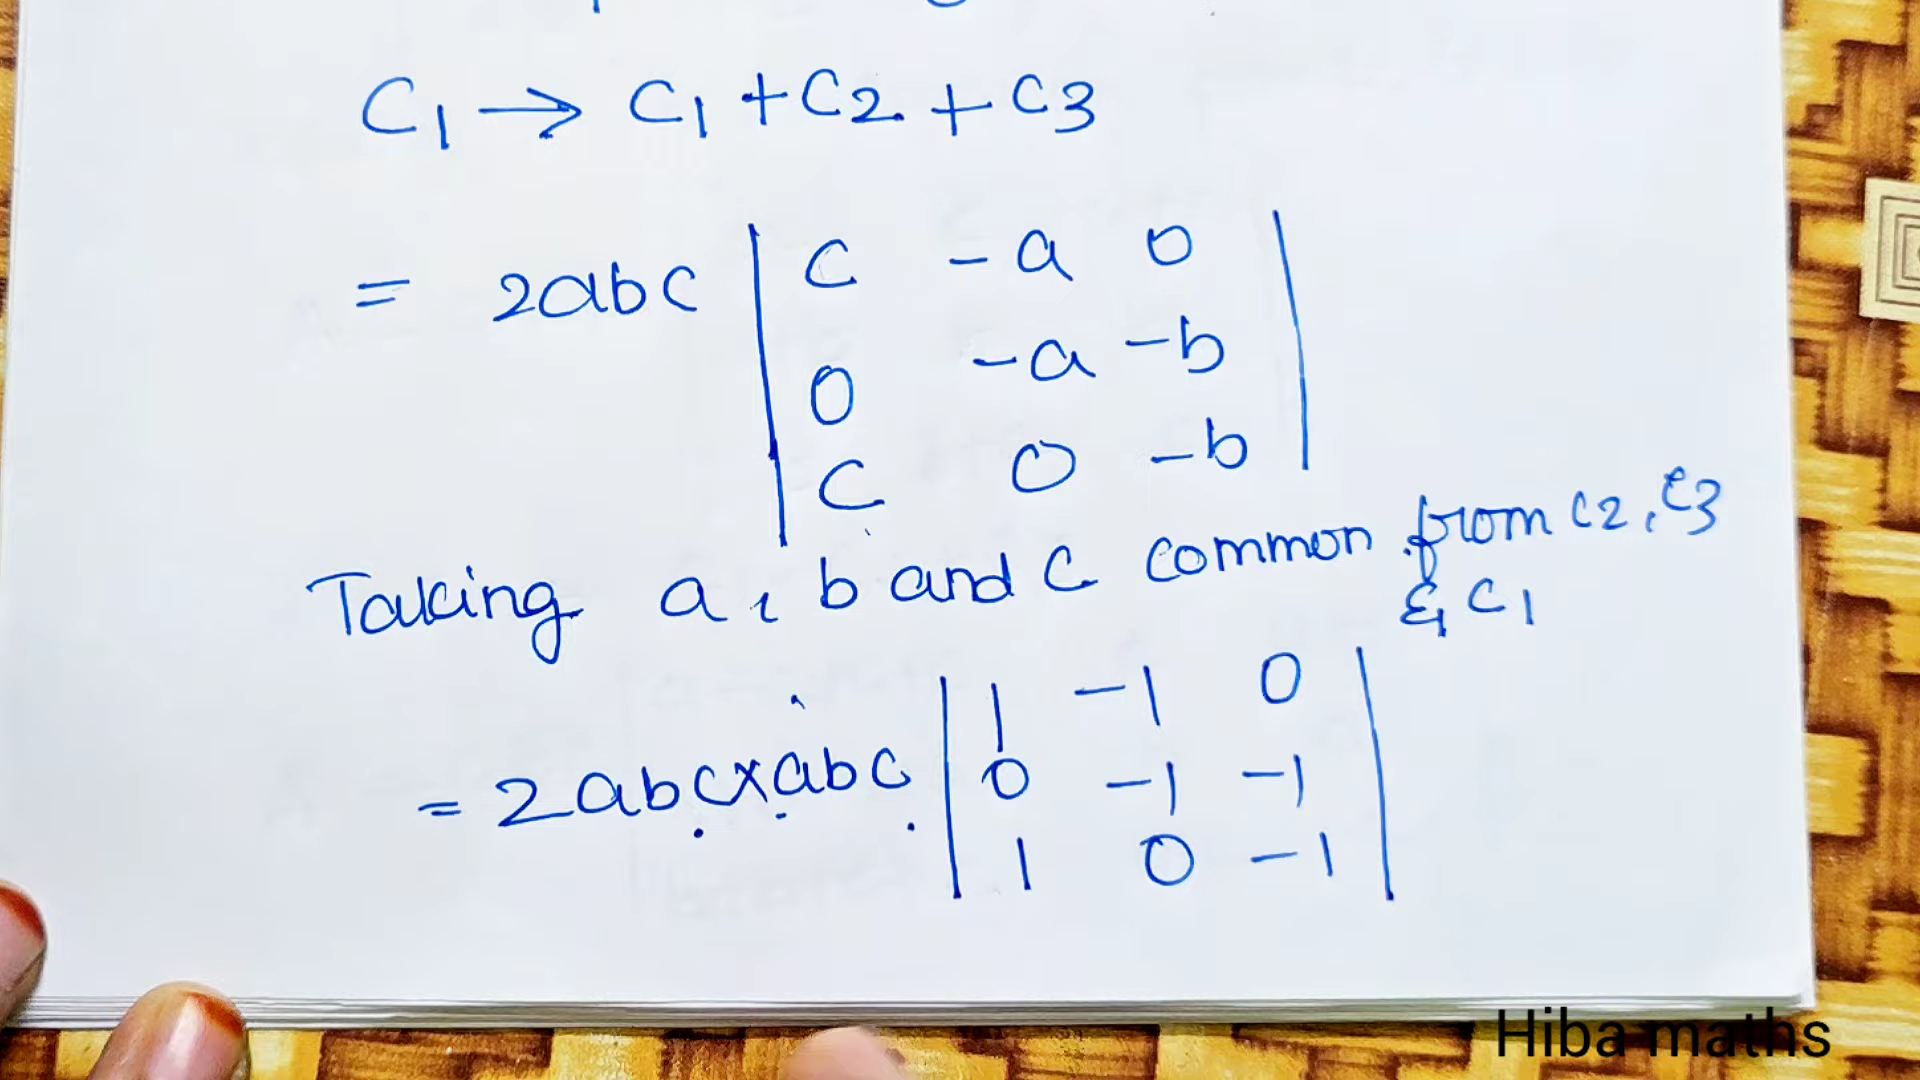 C1 → C1 + C2 + C3
= 2abc | c -a 0 |
| 0 -a -b |
| c 0 -b |
Taking a, b and c common from C2, C3
& C1
= 2abc×abc | 1 -1 0 |
| 0 -1 -1 |
| 1 0 -1 |
Hiba maths